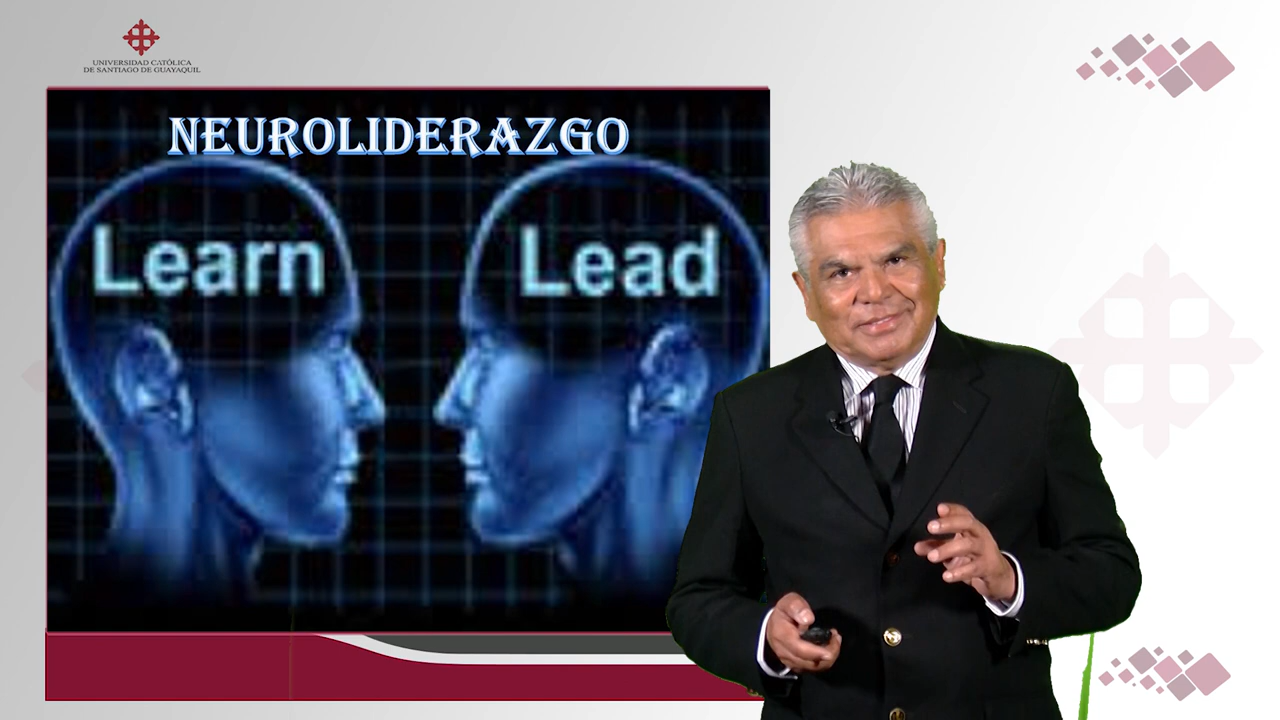 UNIVERSIDAD CATÓLICA
DE SANTIAGO DE GUAYAQUIL
NEUROLIDERAZGO
Learn
Lead